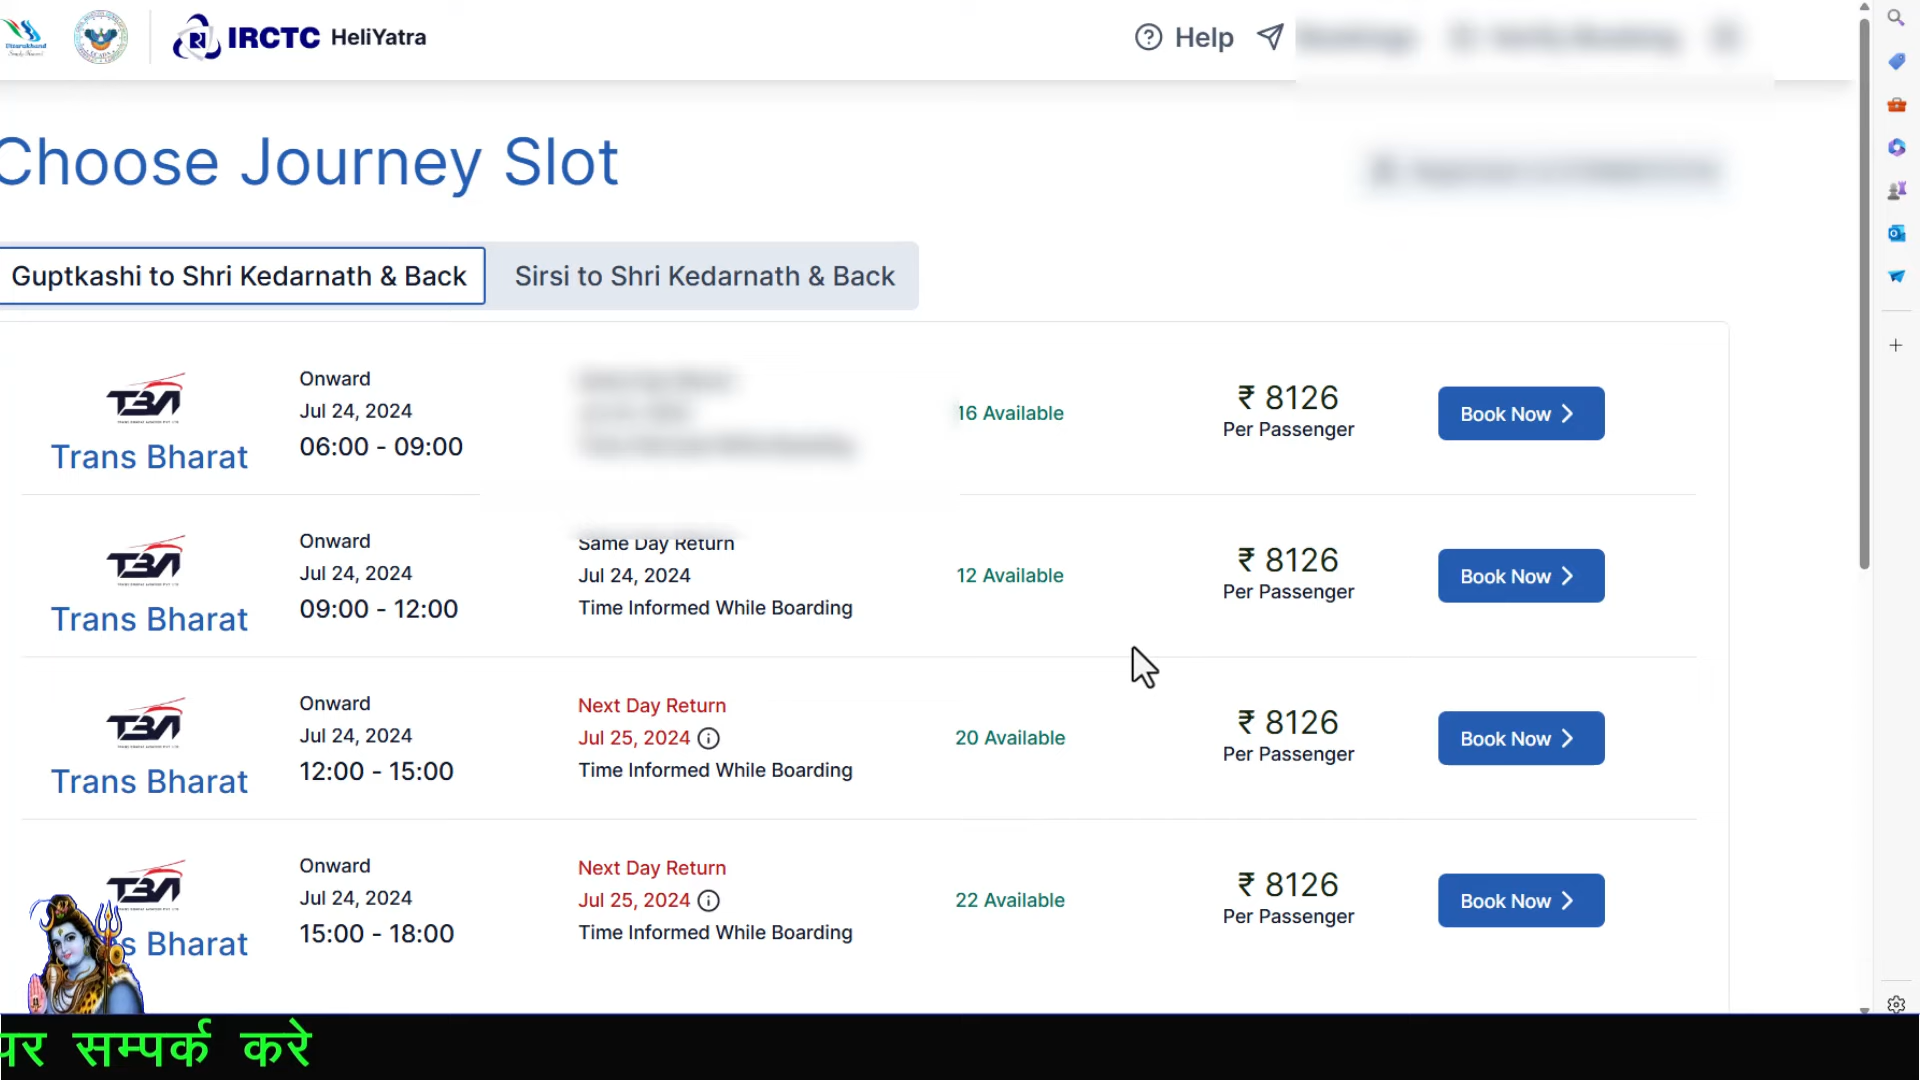 IRCTC HeliYatra
Help
Choose Journey Slot
Guptkashi to Shri Kedarnath & Back
Sirsi to Shri Kedarnath & Back
TBA
Trans Bharat
Onward
Jul 24, 2024
06:00 - 09:00
16 Available
₹ 8126
Per Passenger
Book Now
TBA
Trans Bharat
Onward
Jul 24, 2024
09:00 - 12:00
Same Day Return
Jul 24, 2024
Time Informed While Boarding
12 Available
₹ 8126
Per Passenger
Book Now
TBA
Trans Bharat
Onward
Jul 24, 2024
12:00 - 15:00
Next Day Return
Jul 25, 2024
Time Informed While Boarding
20 Available
₹ 8126
Per Passenger
Book Now
TBA
s Bharat
Onward
Jul 24, 2024
15:00 - 18:00
Next Day Return
Jul 25, 2024
Time Informed While Boarding
22 Available
₹ 8126
Per Passenger
Book Now
पर सम्पर्क करे